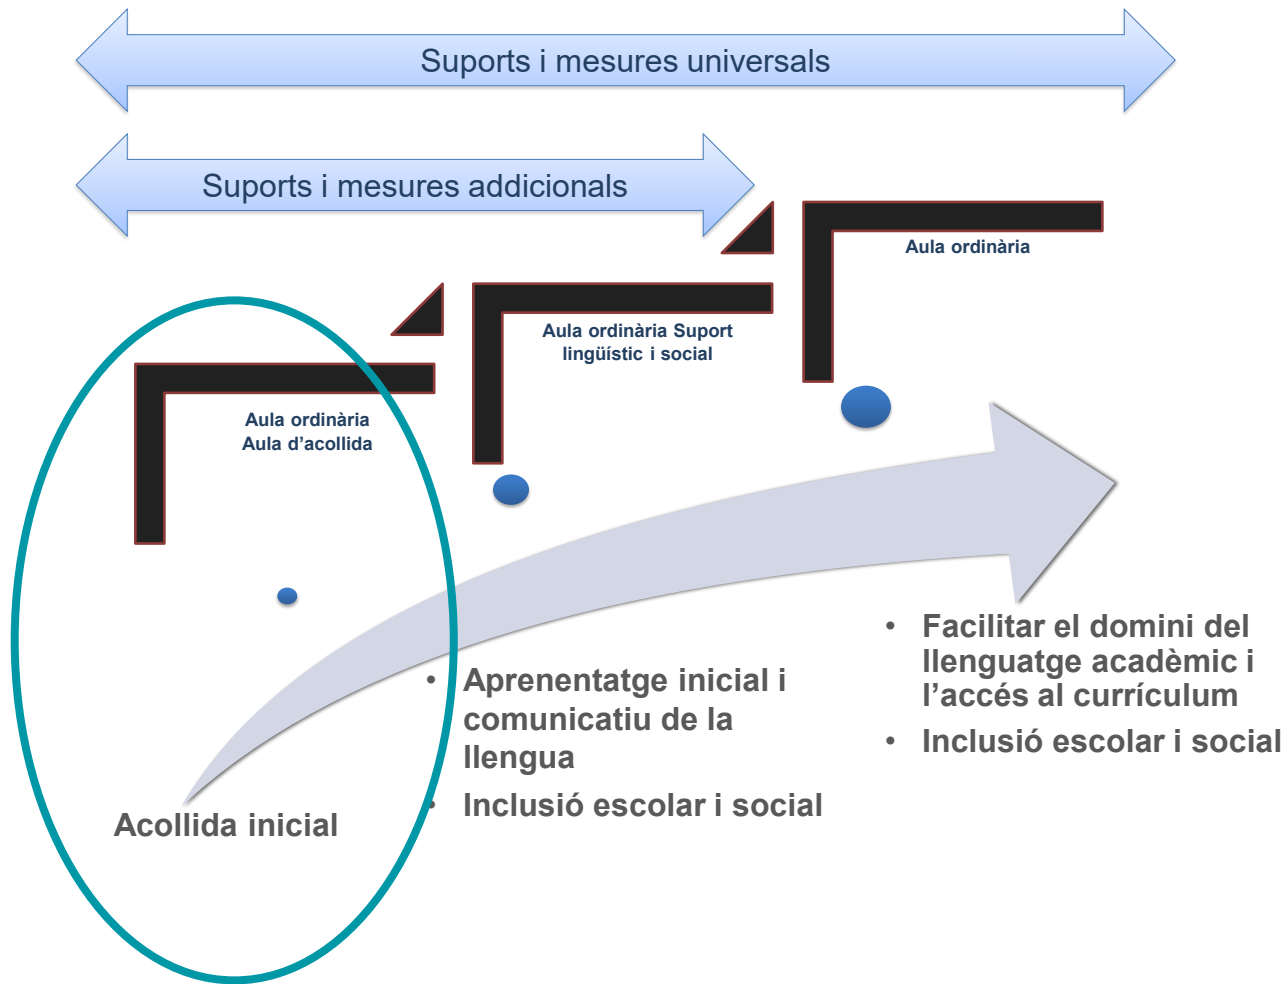 Suports i mesures universals
Suports i mesures addicionals
Aula ordinària
Aula ordinària Suport
lingüístic i social
Aula ordinària
Aula d’acollida
• Facilitar el domini del
llenguatge acadèmic i
l’accés al currículum
• Inclusió escolar i social
• Aprenentatge inicial i
comunicatiu de la
llengua
• Inclusió escolar i social
Acollida inicial